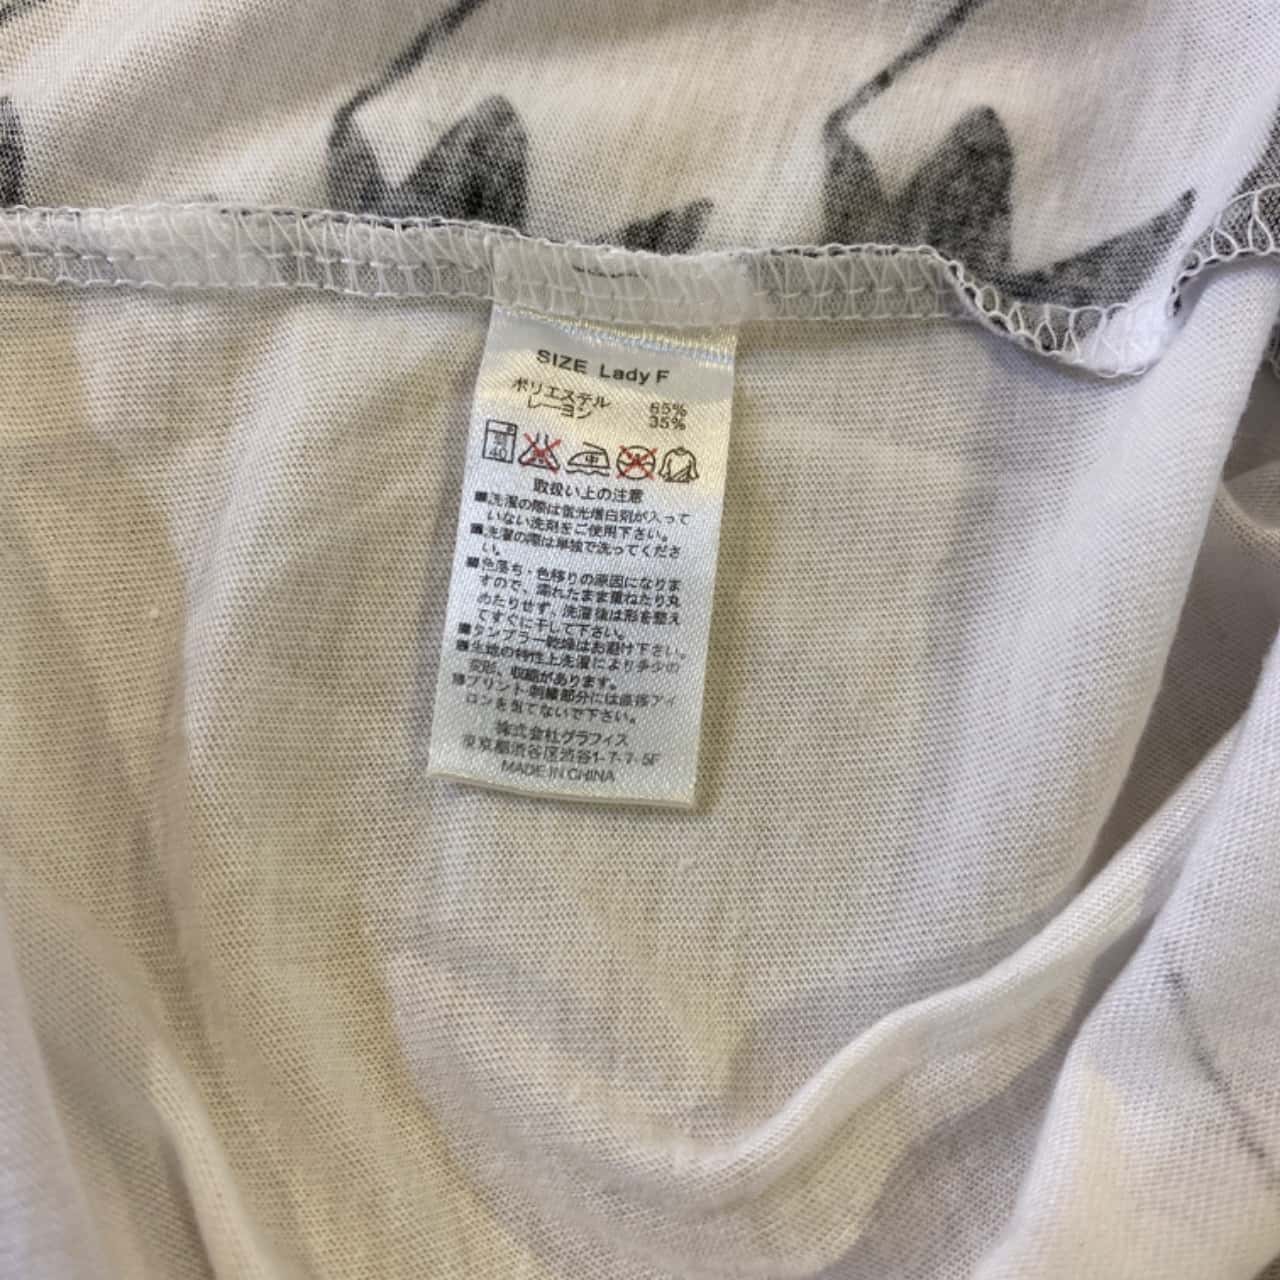 SIZE Lady F
ポリエステル 65%
レーヨン 35%
弱
40
中
取扱い上の注意
■洗濯の際は蛍光増白剤が入って
いない洗剤をご使用下さい。
■洗濯の際は単独で洗ってくださ
い。
■色落ち・色移りの原因になりま
すので、濡れたまま重ねたり丸
めたりせず、洗濯後は形を整え
てすぐに干して下さい。
■タンブラー乾燥はお避け下さい。
■生地の特性上洗濯により多少の
変形、収縮があります。
■プリント・刺繍部分には直接アイ
ロンを当てないで下さい。
株式会社グラフィス
東京都渋谷区渋谷1-7-7-5F
MADE IN CHINA